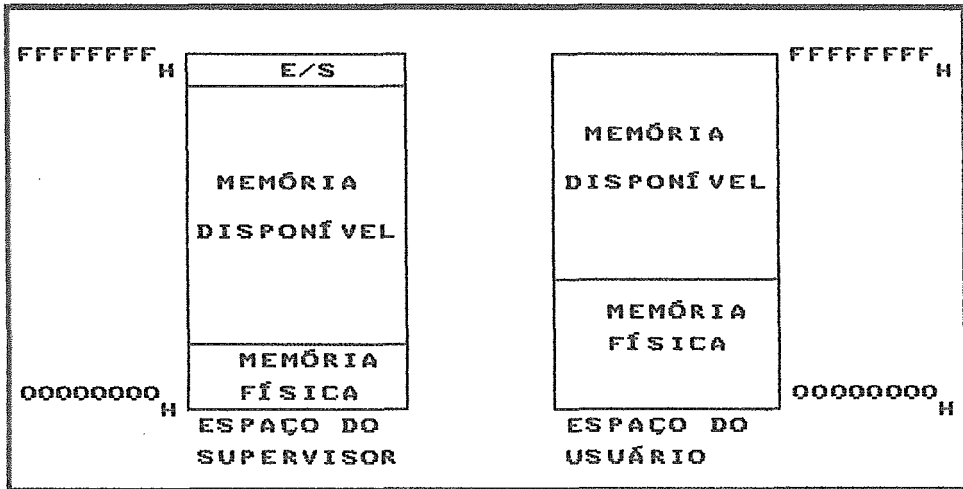 FFFFFFFF H
E/S
MEMÓRIA
DISPONÍVEL
MEMÓRIA
FÍSICA
00000000 H
ESPAÇO DO
SUPERVISOR
FFFFFFFF H
MEMÓRIA
DISPONÍVEL
MEMÓRIA
FÍSICA
00000000 H
ESPAÇO DO
USUÁRIO